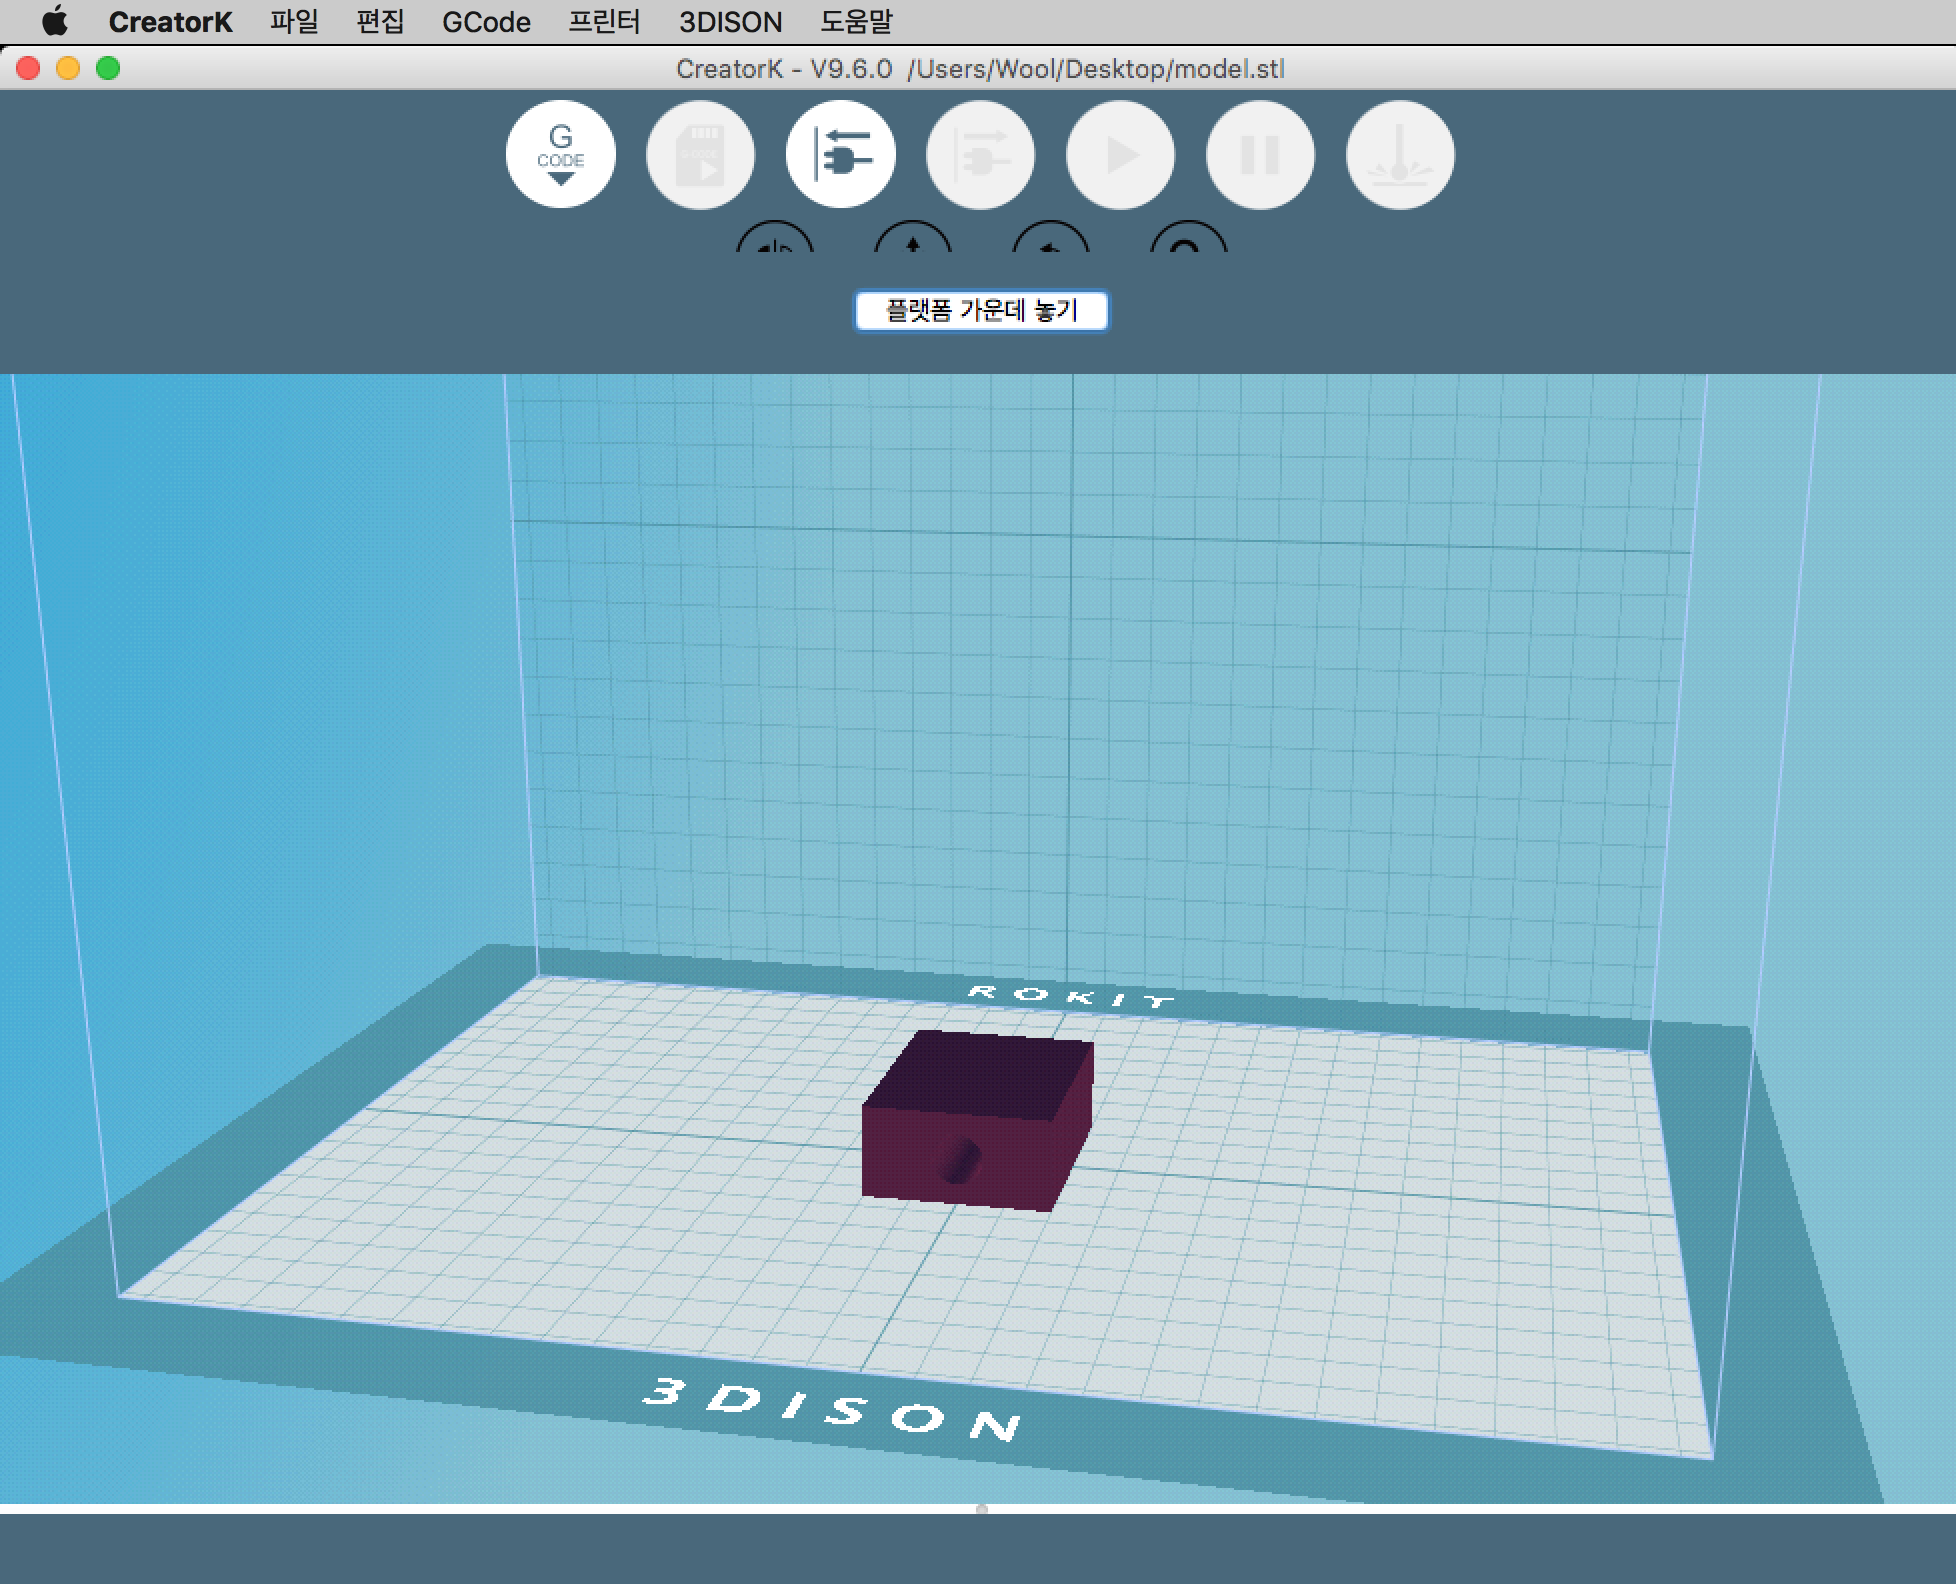 CreatorK 파일 편집 GCode 프린터 3DISON 도움말
CreatorK - V9.6.0 /Users/Wool/Desktop/model.stl
G
CODE
G-CODE
플랫폼 가운데 놓기
ROKIT
3DISON